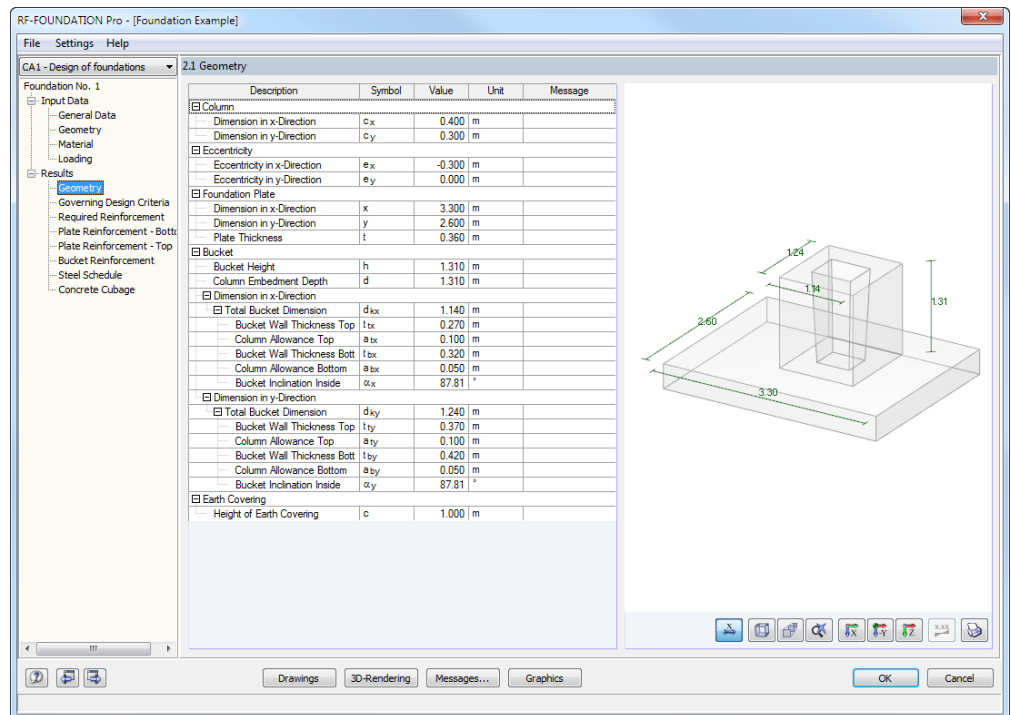 RF-FOUNDATION Pro - [Foundation Example]
File Settings Help
CA1 - Design of foundations
2.1 Geometry
Foundation No. 1
Input Data
General Data
Geometry
Material
Loading
Results
Geometry
Governing Design Criteria
Required Reinforcement
Plate Reinforcement - Botto
Plate Reinforcement - Top
Bucket Reinforcement
Steel Schedule
Concrete Cubage
Description Symbol Value Unit Message
Column
Dimension in x-Direction cx 0.400 m
Dimension in y-Direction cy 0.300 m
Eccentricity
Eccentricity in x-Direction ex -0.300 m
Eccentricity in y-Direction ey 0.000 m
Foundation Plate
Dimension in x-Direction x 3.300 m
Dimension in y-Direction y 2.600 m
Plate Thickness t 0.360 m
Bucket
Bucket Height h 1.310 m
Column Embedment Depth d 1.310 m
Dimension in x-Direction
Total Bucket Dimension dkx 1.140 m
Bucket Wall Thickness Top ttx 0.270 m
Column Allowance Top atx 0.100 m
Bucket Wall Thickness Bott tbx 0.320 m
Column Allowance Bottom abx 0.050 m
Bucket Inclination Inside αx 87.81 °
Dimension in y-Direction
Total Bucket Dimension dky 1.240 m
Bucket Wall Thickness Top tty 0.370 m
Column Allowance Top aty 0.100 m
Bucket Wall Thickness Bott tby 0.420 m
Column Allowance Bottom aby 0.050 m
Bucket Inclination Inside αy 87.81 °
Earth Covering
Height of Earth Covering c 1.000 m
1.24
1.14
1.31
2.60
3.30
X -Y Z x.xx
Drawings 3D-Rendering Messages... Graphics OK Cancel